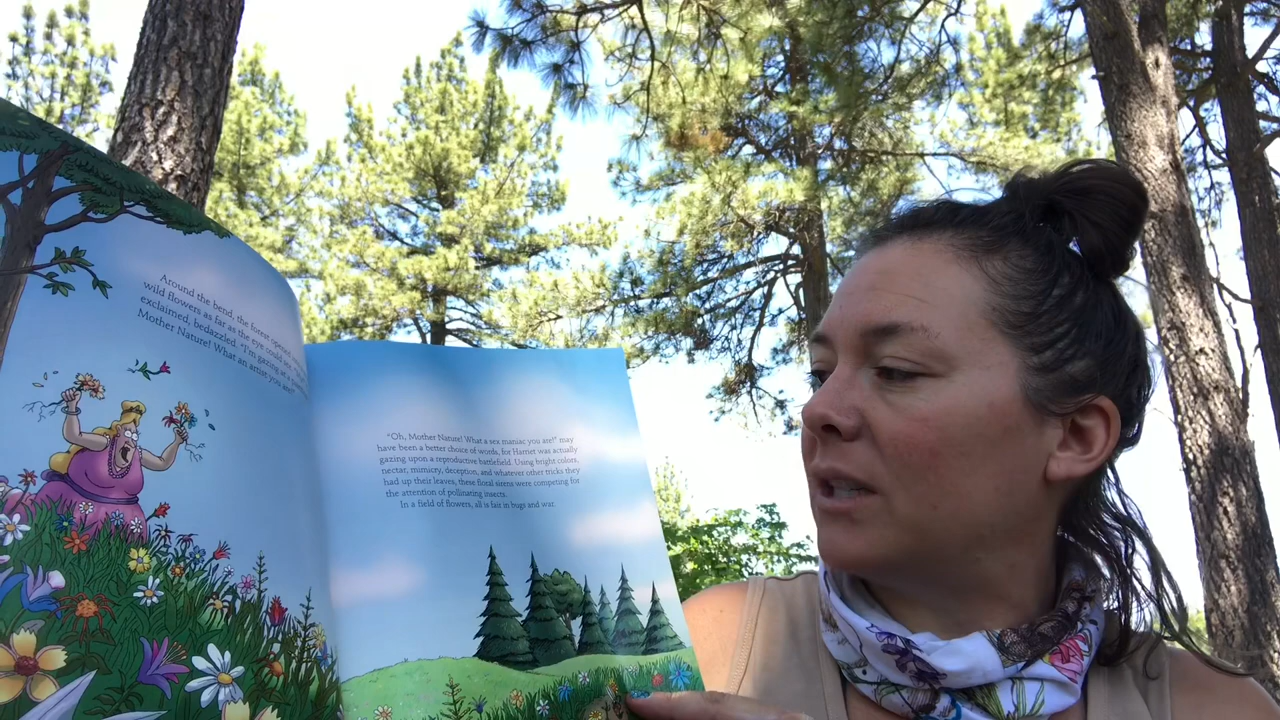 Around the bend, the forest opened
wild flowers as far as the eye could see.
exclaimed, bedazzled. "I'm gazing at a
Mother Nature! What an artist you are!"
"Oh, Mother Nature! What a sex maniac you are!" may
have been a better choice of words, for Harriet was actually
gazing upon a reproductive battlefield. Using bright colors,
nectar, mimicry, deception, and whatever other tricks they
had up their leaves, these floral sirens were competing for
the attention of pollinating insects.
In a field of flowers, all is fair in bugs and war.